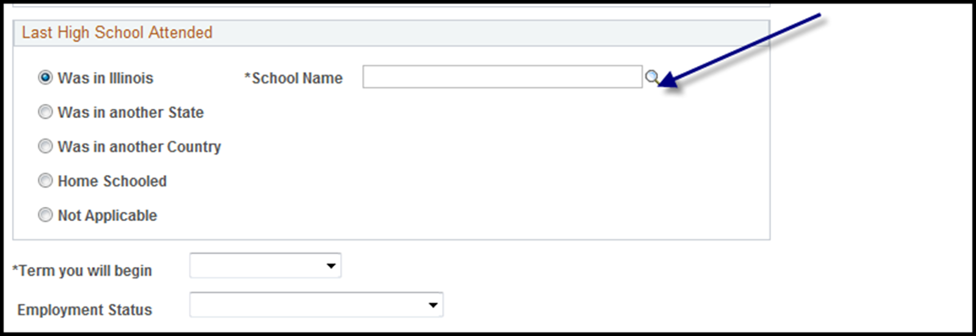 Last High School Attended
Was in Illinois *School Name
Was in another State
Was in another Country
Home Schooled
Not Applicable
*Term you will begin
Employment Status